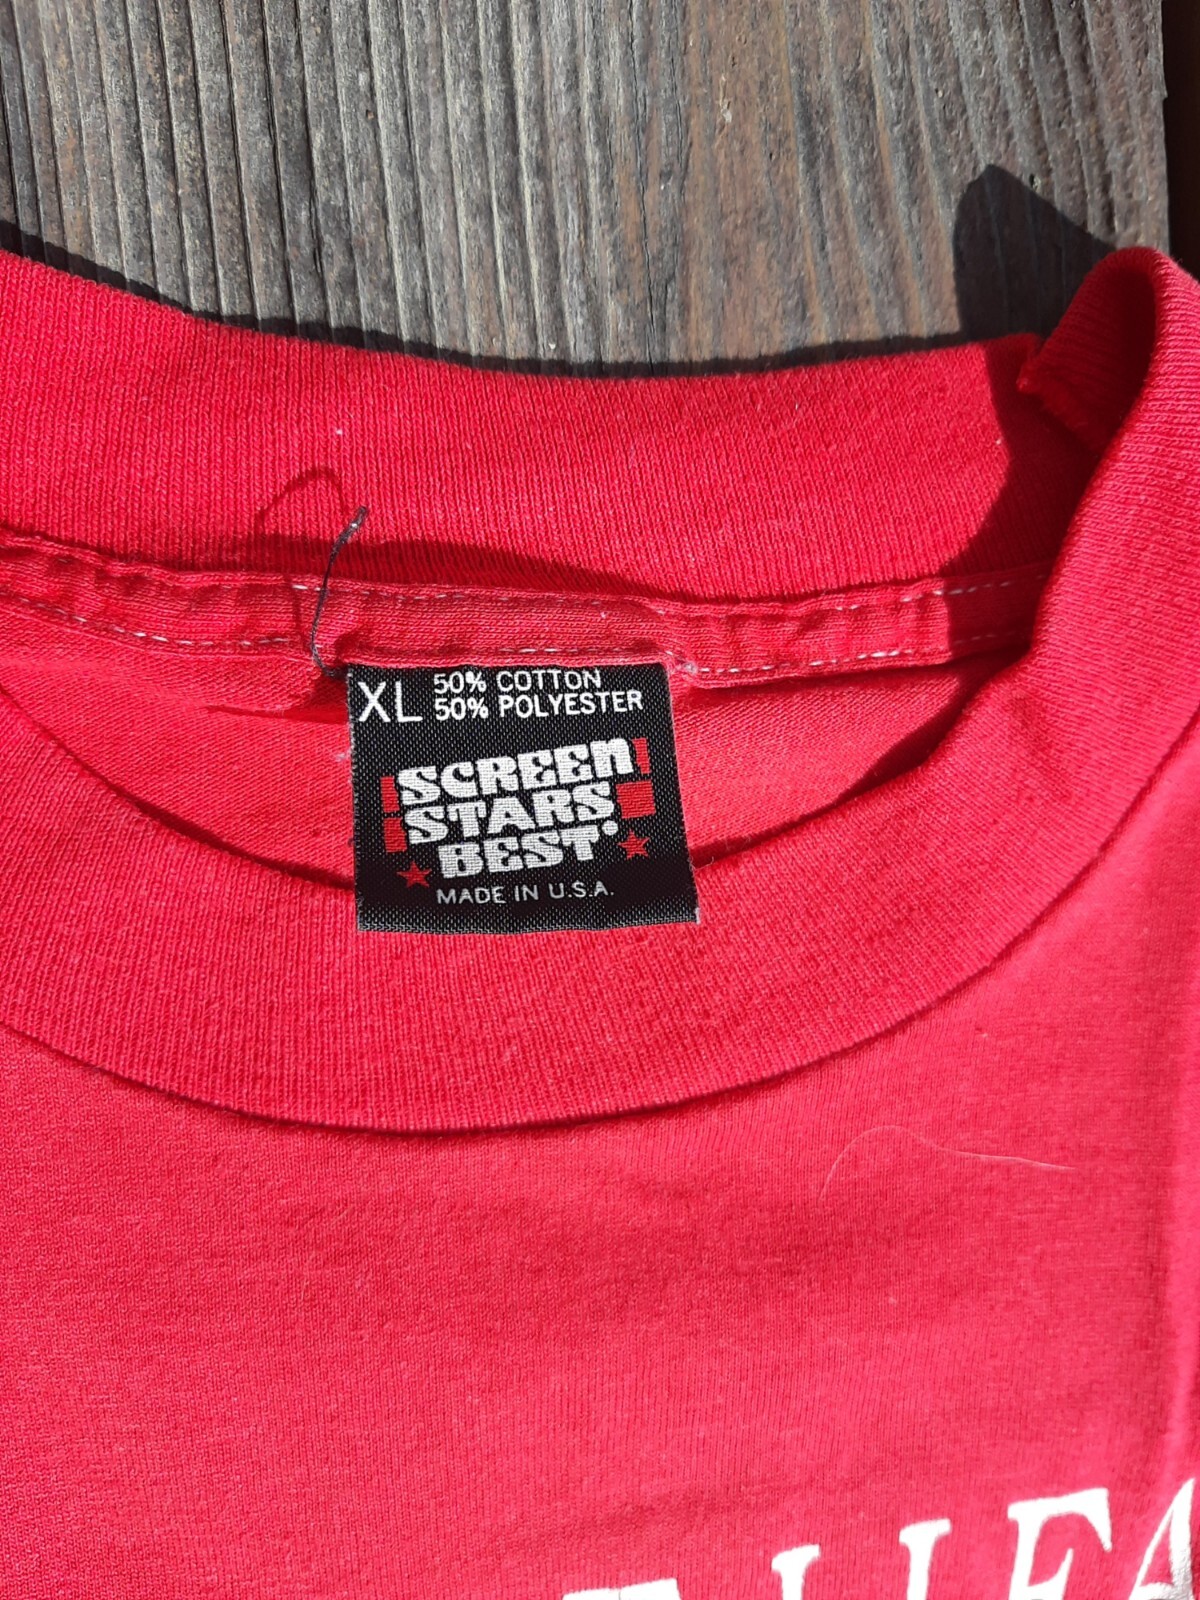 XL 50% COTTON
50% POLYESTER
SCREEN
STARS
BEST
MADE IN U.S.A.